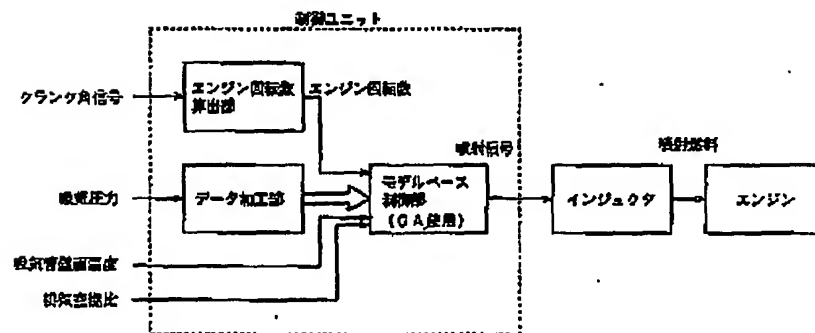 制御ユニット
クランク角信号
エンジン回転数
算出部
エンジン回転数
吸気圧力
データ加工部
モデルベース
制御部
(GA使用)
噴射信号
インジェクタ
噴射燃料
エンジン
吸気管壁面温度
排気空燃比